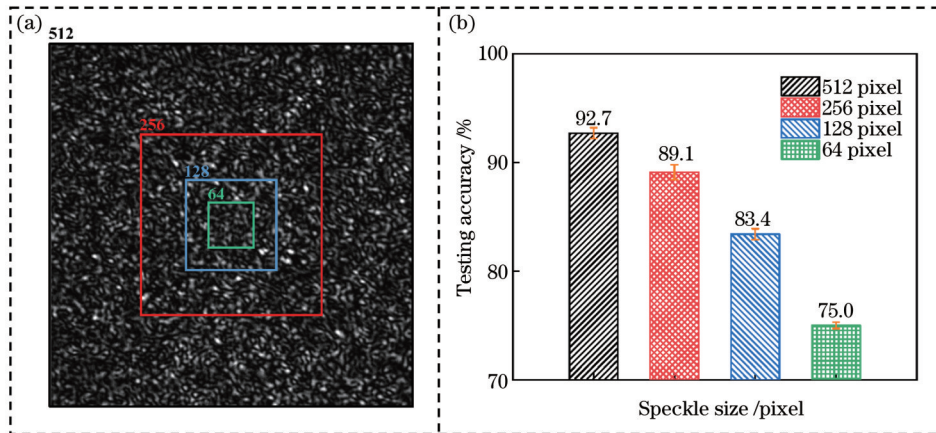 (a)
512
256
128
64
(b)
100
90
80
70
Testing accuracy /%
92.7
89.1
83.4
75.0
512 pixel
256 pixel
128 pixel
64 pixel
Speckle size /pixel